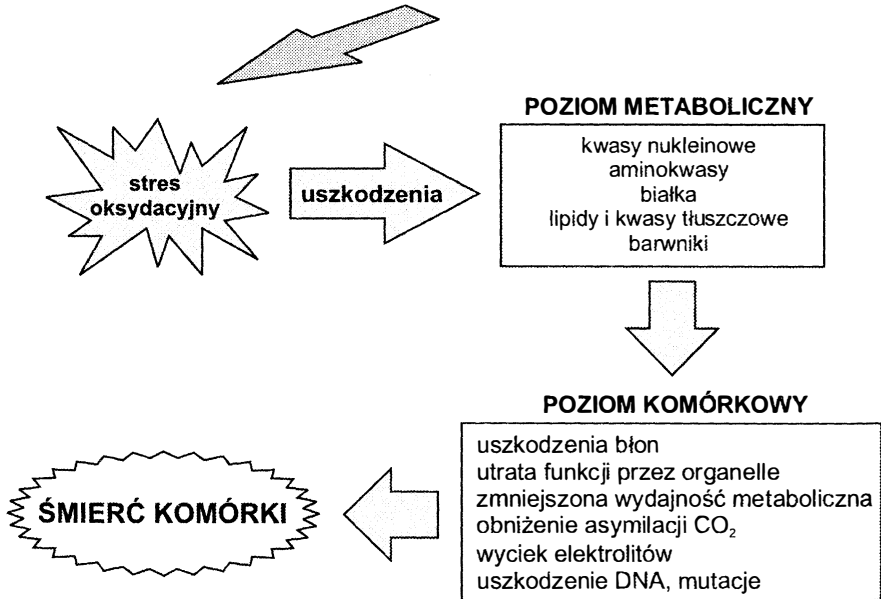 POZIOM METABOLICZNY
kwasy nukleinowe
aminokwasy
białka
lipidy i kwasy tłuszczowe
barwniki
stres
oksydacyjny
uszkodzenia
POZIOM KOMÓRKOWY
uszkodzenia błon
utrata funkcji przez organelle
zmniejszona wydajność metaboliczna
obniżenie asymilacji CO₂
wyciek elektrolitów
uszkodzenie DNA, mutacje
ŚMIERĆ KOMÓRKI